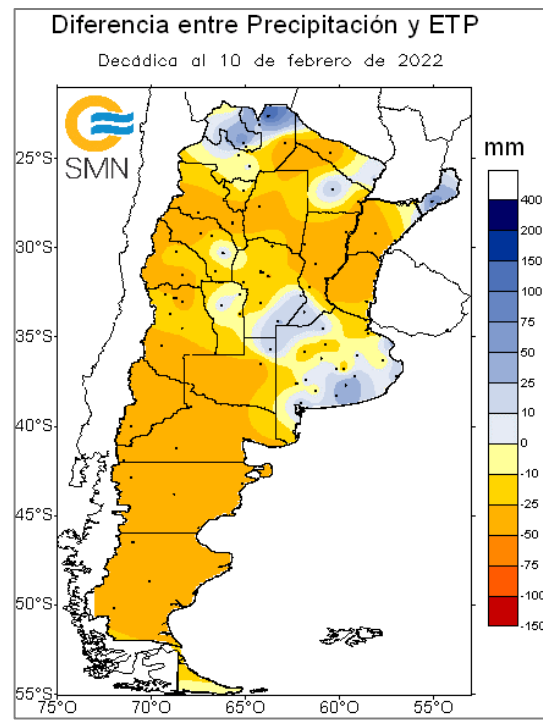 Diferencia entre Precipitación y ETP
Decádica al 10 de febrero de 2022
SMN
mm
25°S
30°S
35°S
40°S
45°S
50°S
55°S
75°O
70°O
65°O
60°O
55°O
400
200
150
100
75
50
25
10
0
-10
-25
-50
-75
-100
-150